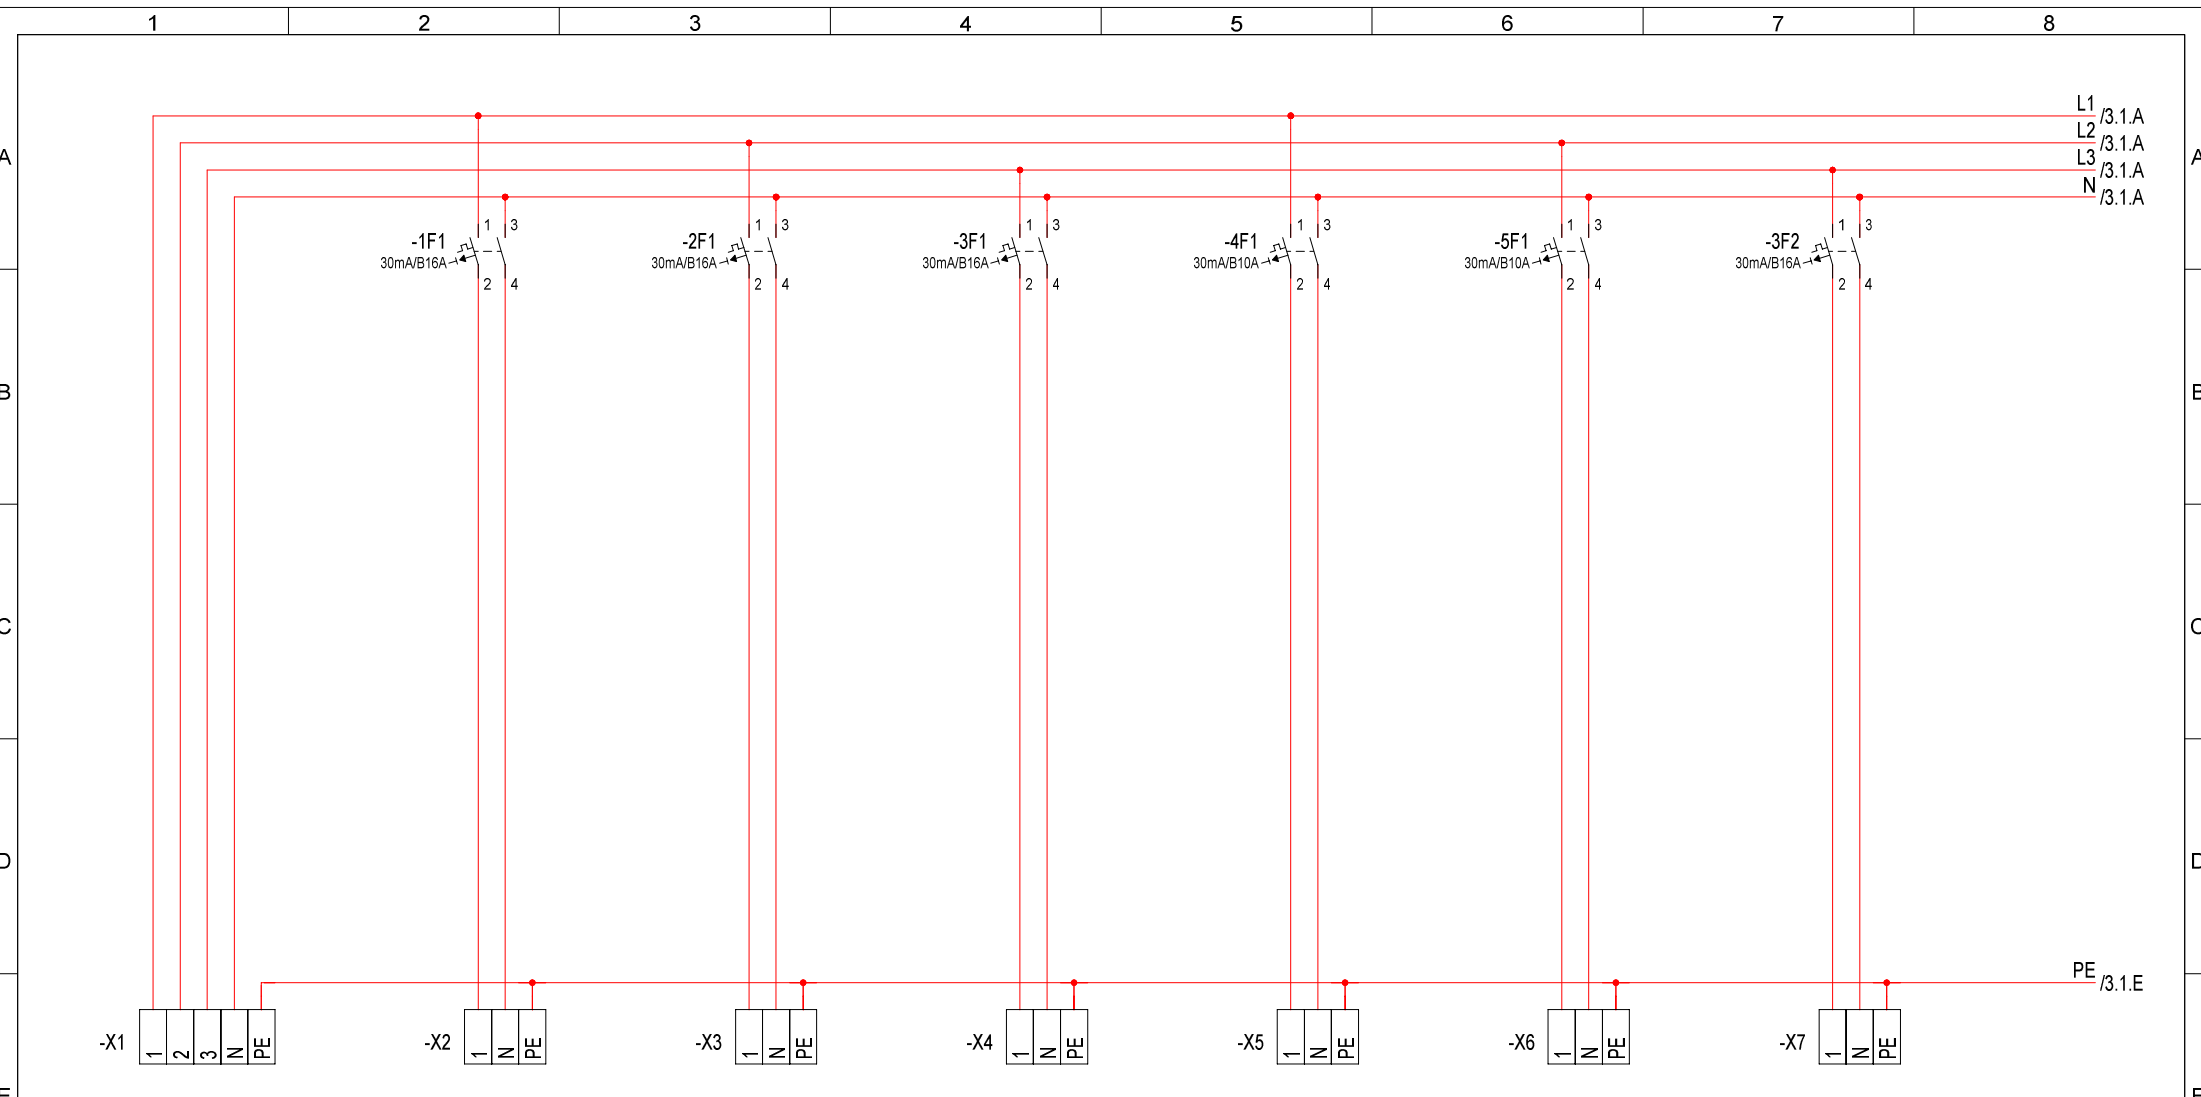 1 2 3 4 5 6 7 8
L1 /3.1.A
L2 /3.1.A
A A
L3 /3.1.A
N /3.1.A
1 3 1 3 1 3 1 3 1 3 1 3
-1F1 -2F1 -3F1 -4F1 -5F1 -3F2
30mA/B16A 30mA/B16A 30mA/B16A 30mA/B10A 30mA/B10A 30mA/B16A
2 4 2 4 2 4 2 4 2 4 2 4
B B
C C
D D
PE /3.1.E
-X1 1 2 3 N PE -X2 1 N PE -X3 1 N PE -X4 1 N PE -X5 1 N PE -X6 1 N PE -X7 1 N PE
E E